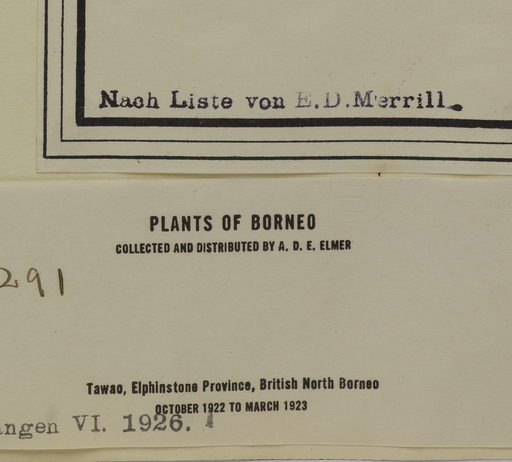 Nach Liste von E.D.Merrill.
PLANTS OF BORNEO
COLLECTED AND DISTRIBUTED BY A. D. E. ELMER
291
Tawao, Elphinstone Province, British North Borneo
OCTOBER 1922 TO MARCH 1923
angen VI. 1926.